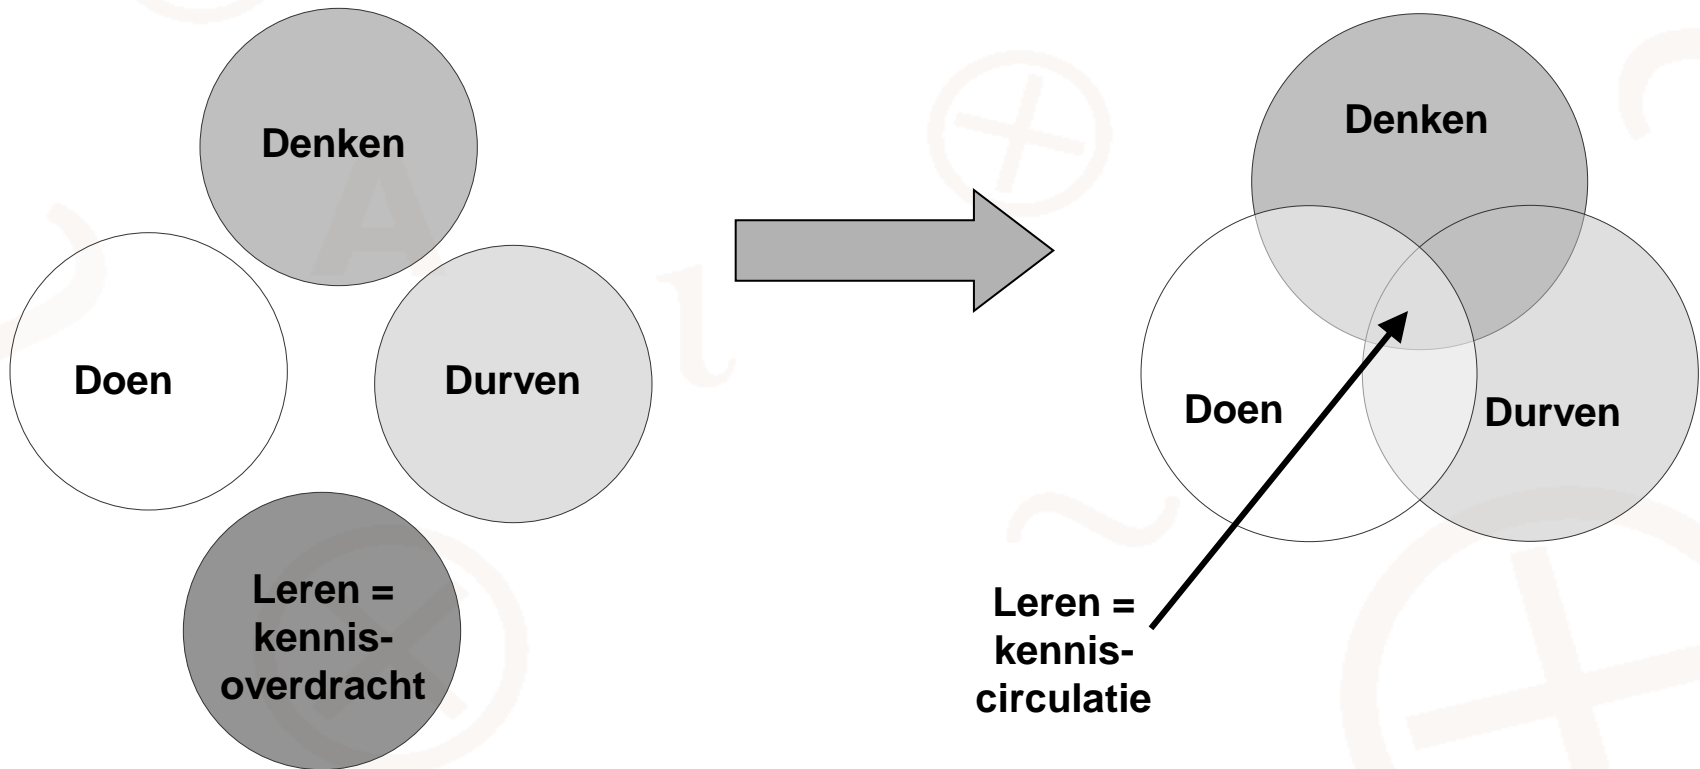 Denken
Doen
Durven
Leren =
kennis-
overdracht
Denken
Doen
Durven
Leren =
kennis-
circulatie